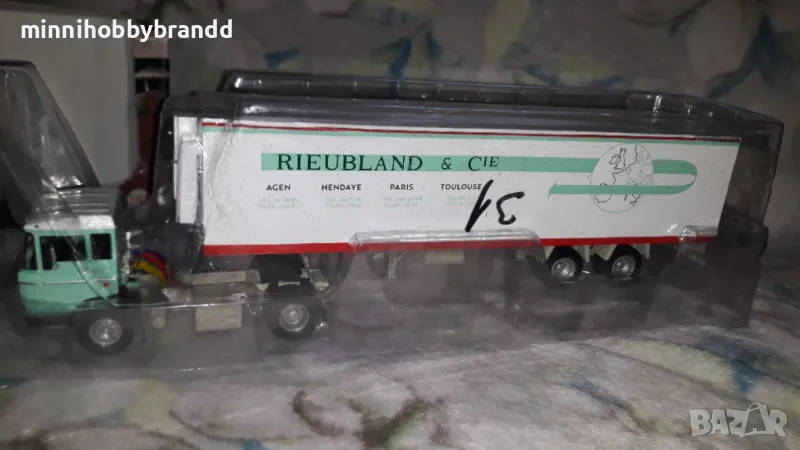 minnihobbybrandd
RIEUBLAND & CIE
AGEN HENDAYE PARIS TOULOUSE
31
BAZAR